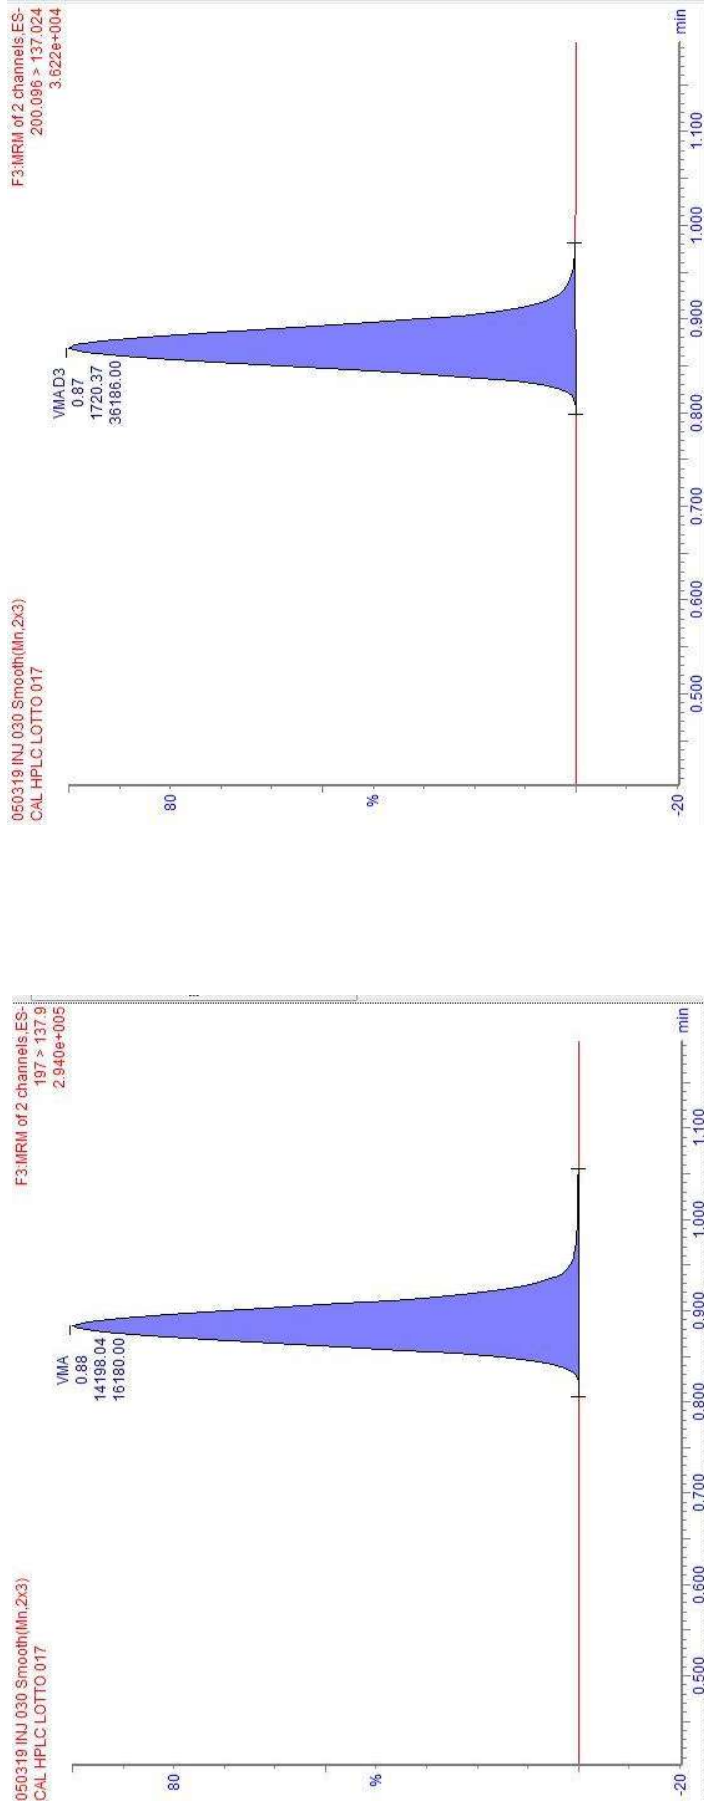 050319 INJ 030 Smooth(Mn,2x3)
CAL HPLC LOTTO 017
F3:MRM of 2 channels,ES-
197 > 137.9
2.940e+005
VMA
0.88
14198.04
16180.00
80
%
-20
0.500 0.600 0.700 0.800 0.900 1.000 1.100
min
050319 INJ 030 Smooth(Mn,2x3)
CAL HPLC LOTTO 017
F3:MRM of 2 channels,ES-
200.096 > 137.024
3.622e+004
VMAD3
0.87
1720.37
36186.00
80
%
-20
0.500 0.600 0.700 0.800 0.900 1.000 1.100
min